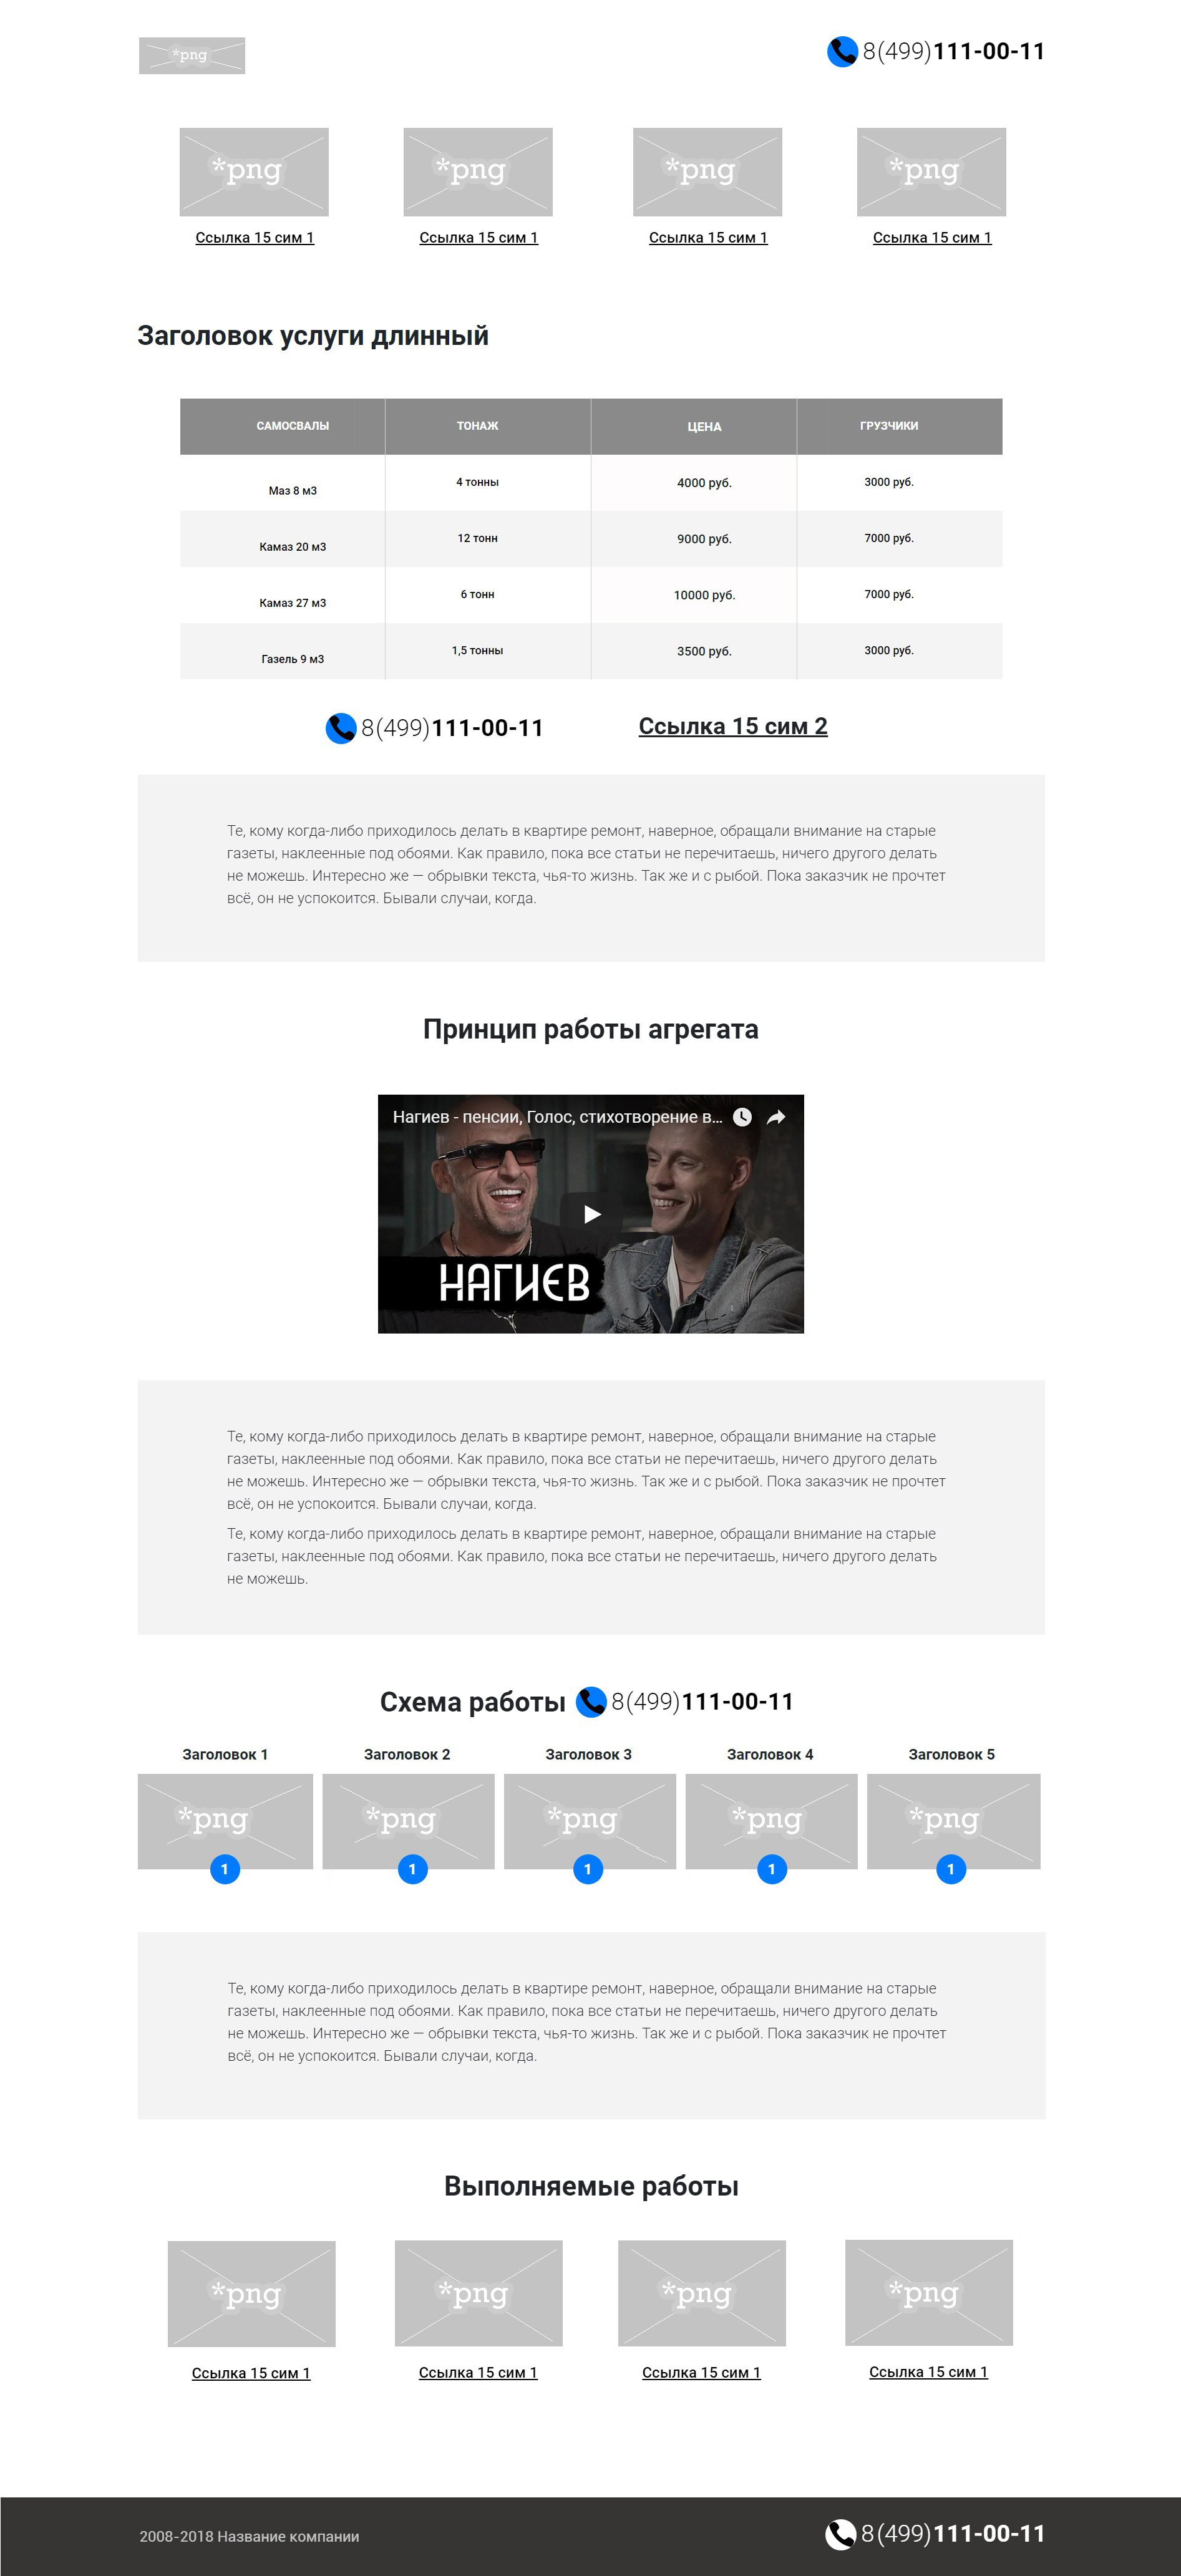 *png
8(499)111-00-11
*png *png *png *png
Ссылка 15 сим 1 Ссылка 15 сим 1 Ссылка 15 сим 1 Ссылка 15 сим 1
Заголовок услуги длинный
САМОСВАЛЫ ТОНАЖ ЦЕНА ГРУЗЧИКИ
Маз 8 м3 4 тонны 4000 руб. 3000 руб.
Камаз 20 м3 12 тонн 9000 руб. 7000 руб.
Камаз 27 м3 6 тонн 10000 руб. 7000 руб.
Газель 9 м3 1,5 тонны 3500 руб. 3000 руб.
8(499)111-00-11 Ссылка 15 сим 2
Те, кому когда-либо приходилось делать в квартире ремонт, наверное, обращали внимание на старые
газеты, наклеенные под обоями. Как правило, пока все статьи не перечитаешь, ничего другого делать
не можешь. Интересно же — обрывки текста, чья-то жизнь. Так же и с рыбой. Пока заказчик не прочтет
всё, он не успокоится. Бывали случаи, когда.
Принцип работы агрегата
Нагиев - пенсии, Голос, стихотворение в...
НАГИЕВ
Те, кому когда-либо приходилось делать в квартире ремонт, наверное, обращали внимание на старые
газеты, наклеенные под обоями. Как правило, пока все статьи не перечитаешь, ничего другого делать
не можешь. Интересно же — обрывки текста, чья-то жизнь. Так же и с рыбой. Пока заказчик не прочтет
всё, он не успокоится. Бывали случаи, когда.
Те, кому когда-либо приходилось делать в квартире ремонт, наверное, обращали внимание на старые
газеты, наклеенные под обоями. Как правило, пока все статьи не перечитаешь, ничего другого делать
не можешь.
Схема работы 8(499)111-00-11
Заголовок 1 Заголовок 2 Заголовок 3 Заголовок 4 Заголовок 5
*png *png *png *png *png
1 1 1 1 1
Те, кому когда-либо приходилось делать в квартире ремонт, наверное, обращали внимание на старые
газеты, наклеенные под обоями. Как правило, пока все статьи не перечитаешь, ничего другого делать
не можешь. Интересно же — обрывки текста, чья-то жизнь. Так же и с рыбой. Пока заказчик не прочтет
всё, он не успокоится. Бывали случаи, когда.
Выполняемые работы
*png *png *png *png
Ссылка 15 сим 1 Ссылка 15 сим 1 Ссылка 15 сим 1 Ссылка 15 сим 1
2008-2018 Название компании 8(499)111-00-11